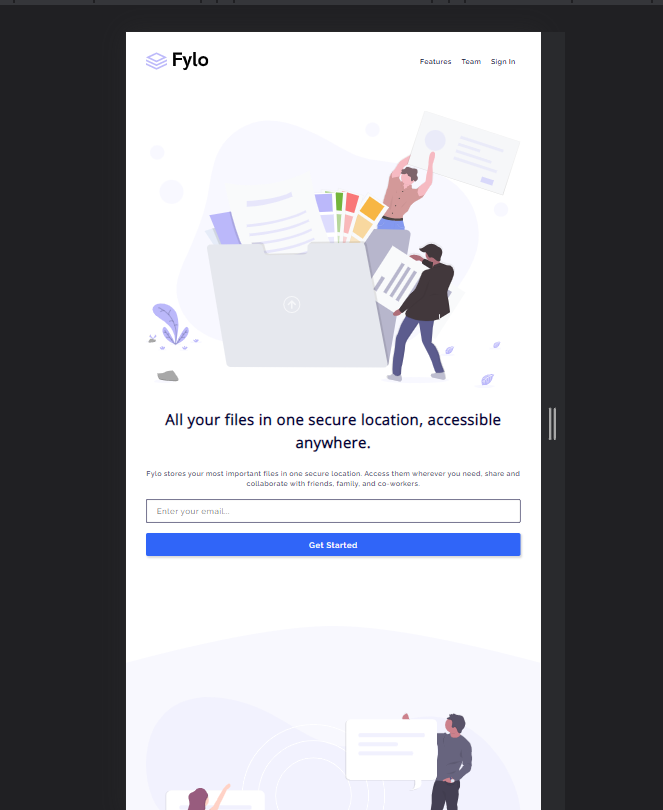 Fylo
Features Team Sign In
All your files in one secure location, accessible
anywhere.
Fylo stores your most important files in one secure location. Access them wherever you need, share and
collaborate with friends, family, and co-workers.
Enter your email...
Get Started